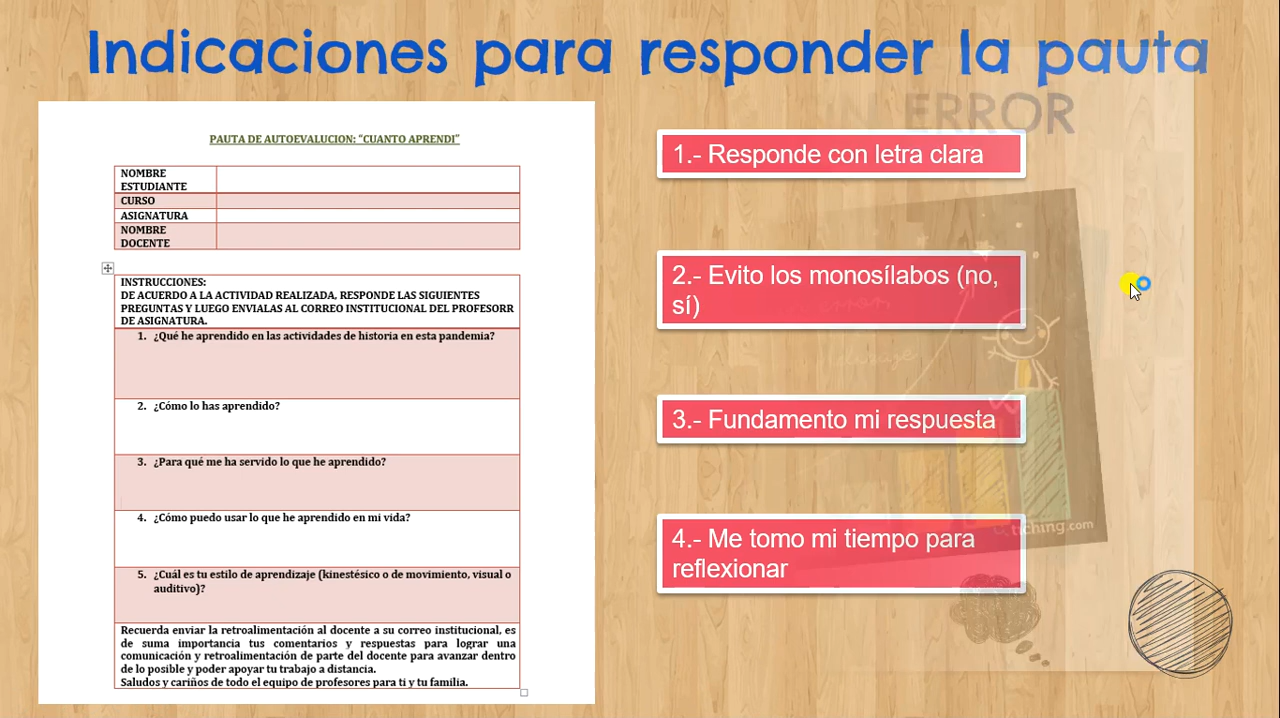 Indicaciones para responder la pauta
PAUTA DE AUTOEVALUCION: “CUANTO APRENDI”
NOMBRE
ESTUDIANTE
CURSO
ASIGNATURA
NOMBRE
DOCENTE
INSTRUCCIONES:
DE ACUERDO A LA ACTIVIDAD REALIZADA, RESPONDE LAS SIGUIENTES
PREGUNTAS Y LUEGO ENVIALAS AL CORREO INSTITUCIONAL DEL PROFESORR
DE ASIGNATURA.
1. ¿Qué he aprendido en las actividades de historia en esta pandemia?
2. ¿Cómo lo has aprendido?
3. ¿Para qué me ha servido lo que he aprendido?
4. ¿Cómo puedo usar lo que he aprendido en mi vida?
5. ¿Cuál es tu estilo de aprendizaje (kinestésico o de movimiento, visual o
auditivo)?
Recuerda enviar la retroalimentación al docente a su correo institucional, es
de suma importancia tus comentarios y respuestas para lograr una
comunicación y retroalimentación de parte del docente para avanzar dentro
de lo posible y poder apoyar tu trabajo a distancia.
Saludos y cariños de todo el equipo de profesores para ti y tu familia.
ERROR
1.- Responde con letra clara
2.- Evito los monosílabos (no,
sí)
3.- Fundamento mi respuesta
4.- Me tomo mi tiempo para
reflexionar
tiching.com